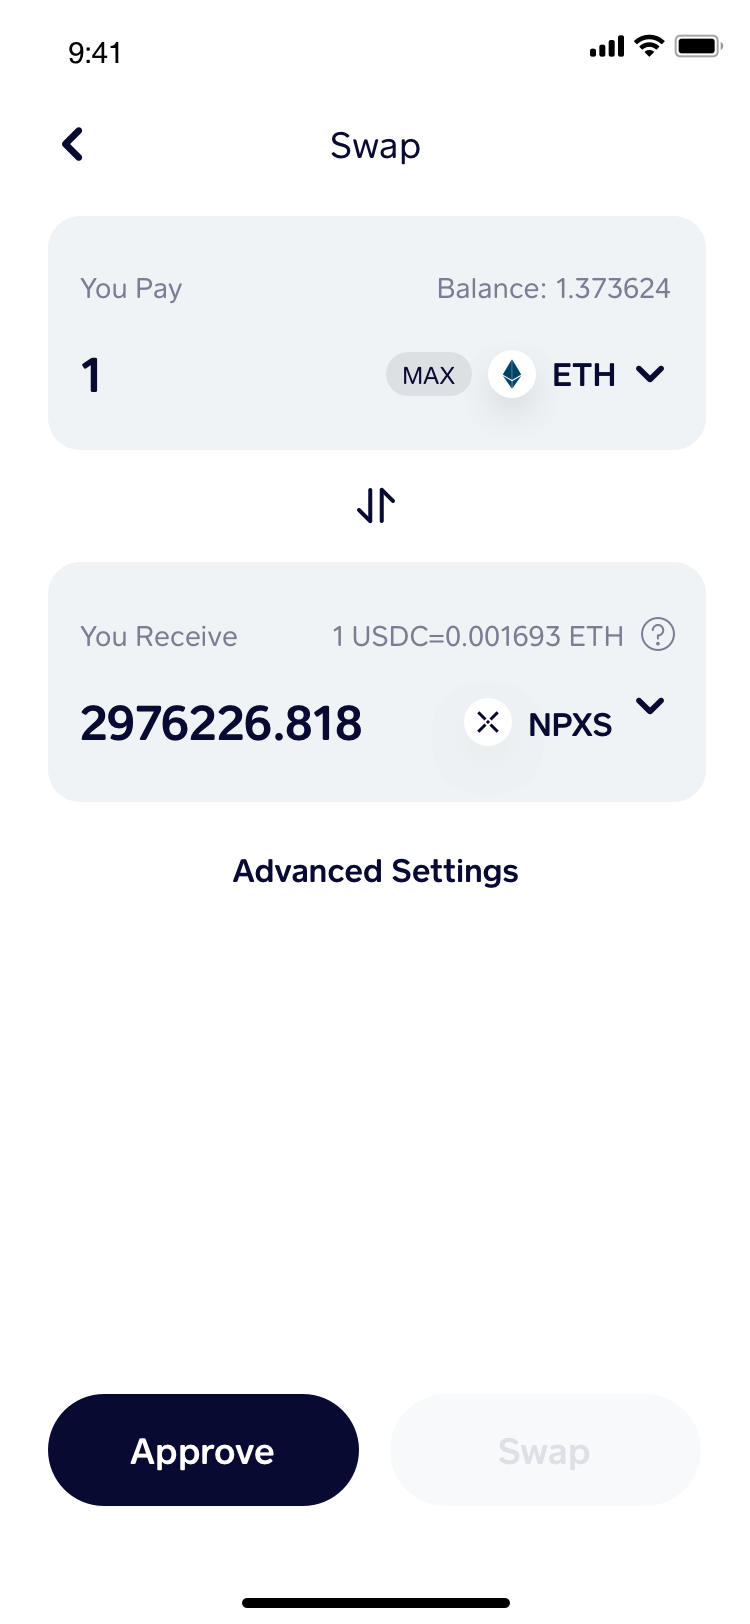 9:41
Swap
You Pay Balance: 1.373624
1 MAX ETH
You Receive 1 USDC=0.001693 ETH ?
2976226.818 NPXS
Advanced Settings
Approve Swap